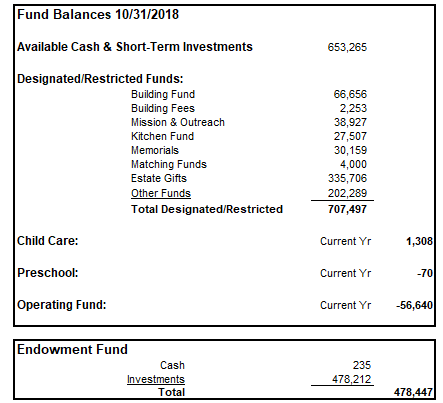 Fund Balances 10/31/2018
Available Cash & Short-Term Investments 653,265
Designated/Restricted Funds:
Building Fund 66,656
Building Fees 2,253
Mission & Outreach 38,927
Kitchen Fund 27,507
Memorials 30,159
Matching Funds 4,000
Estate Gifts 335,706
Other Funds 202,289
Total Designated/Restricted 707,497
Child Care: Current Yr 1,308
Preschool: Current Yr -70
Operating Fund: Current Yr -56,640
Endowment Fund
Cash 235
Investments 478,212
Total 478,447